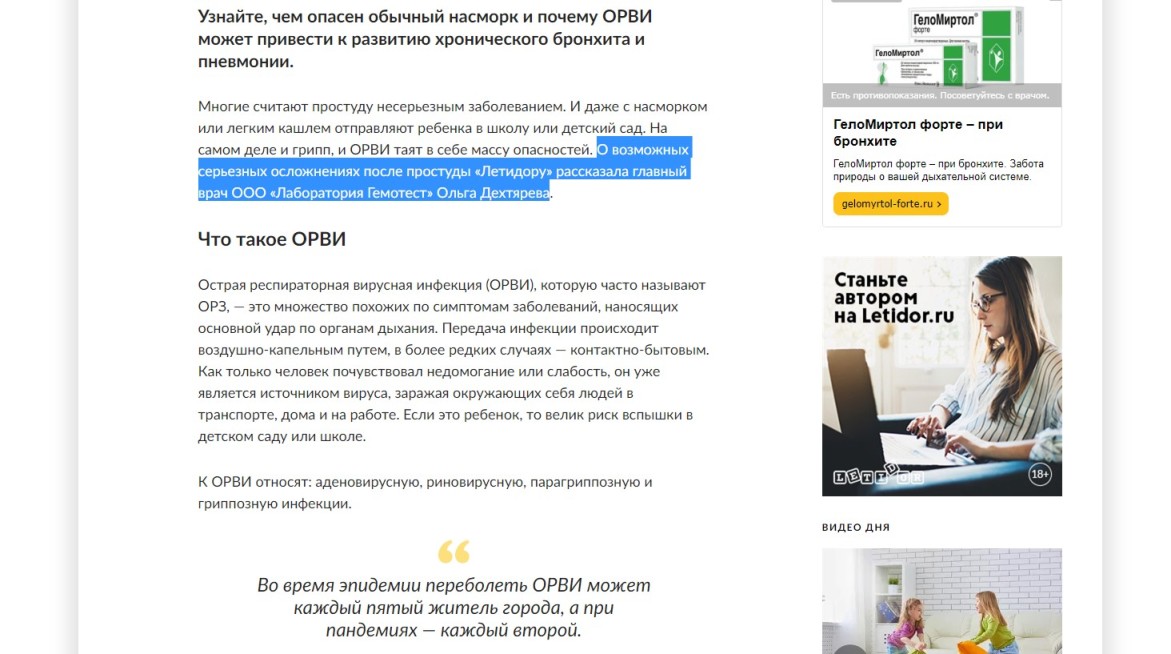 Узнайте, чем опасен обычный насморк и почему ОРВИ
может привести к развитию хронического бронхита и
пневмонии.
Многие считают простуду несерьезным заболеванием. И даже с насморком
или легким кашлем отправляют ребенка в школу или детский сад. На
самом деле и грипп, и ОРВИ таят в себе массу опасностей. О возможных
серьезных осложнениях после простуды «Летидору» рассказала главный
врач ООО «Лаборатория Гемотест» Ольга Дехтярева.
Что такое ОРВИ
Острая респираторная вирусная инфекция (ОРВИ), которую часто называют
ОРЗ, — это множество похожих по симптомам заболеваний, наносящих
основной удар по органам дыхания. Передача инфекции происходит
воздушно-капельным путем, в более редких случаях — контактно-бытовым.
Как только человек почувствовал недомогание или слабость, он уже
является источником вируса, заражая окружающих себя людей в
транспорте, дома и на работе. Если это ребенок, то велик риск вспышки в
детском саду или школе.
К ОРВИ относят: аденовирусную, риновирусную, парагриппозную и
гриппозную инфекции.
“
Во время эпидемии переболеть ОРВИ может
каждый пятый житель города, а при
пандемиях — каждый второй.
ГелоМиртол®
форте
ГелоМиртол®
Есть противопоказания. Посоветуйтесь с врачом.
ГелоМиртол форте – при
бронхите
ГелоМиртол форте – при бронхите. Забота
природы о вашей дыхательной системе.
gelomyrtol-forte.ru ›
Станьте
автором
на Letidor.ru
LETIDOR
18+
ВИДЕО ДНЯ